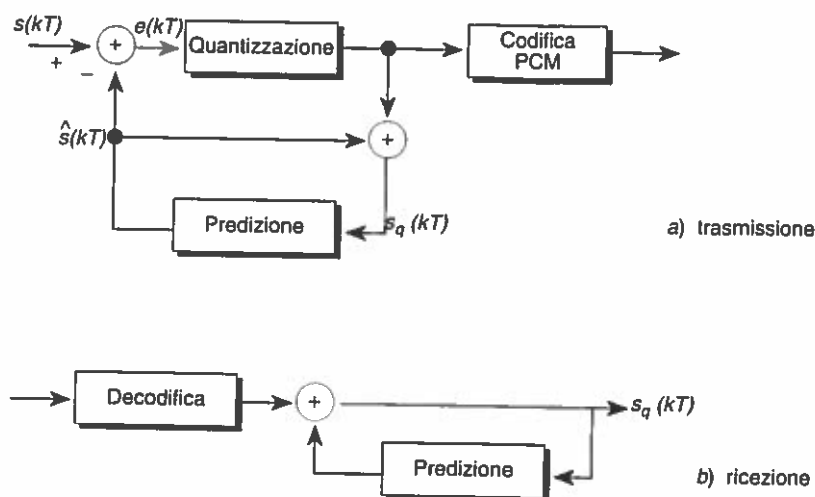 s(kT)
+
−
+
e(kT)
Quantizzazione
Codifica
PCM
ŝ(kT)
+
Predizione
s_q (kT)
a) trasmissione
Decodifica
+
s_q (kT)
Predizione
b) ricezione